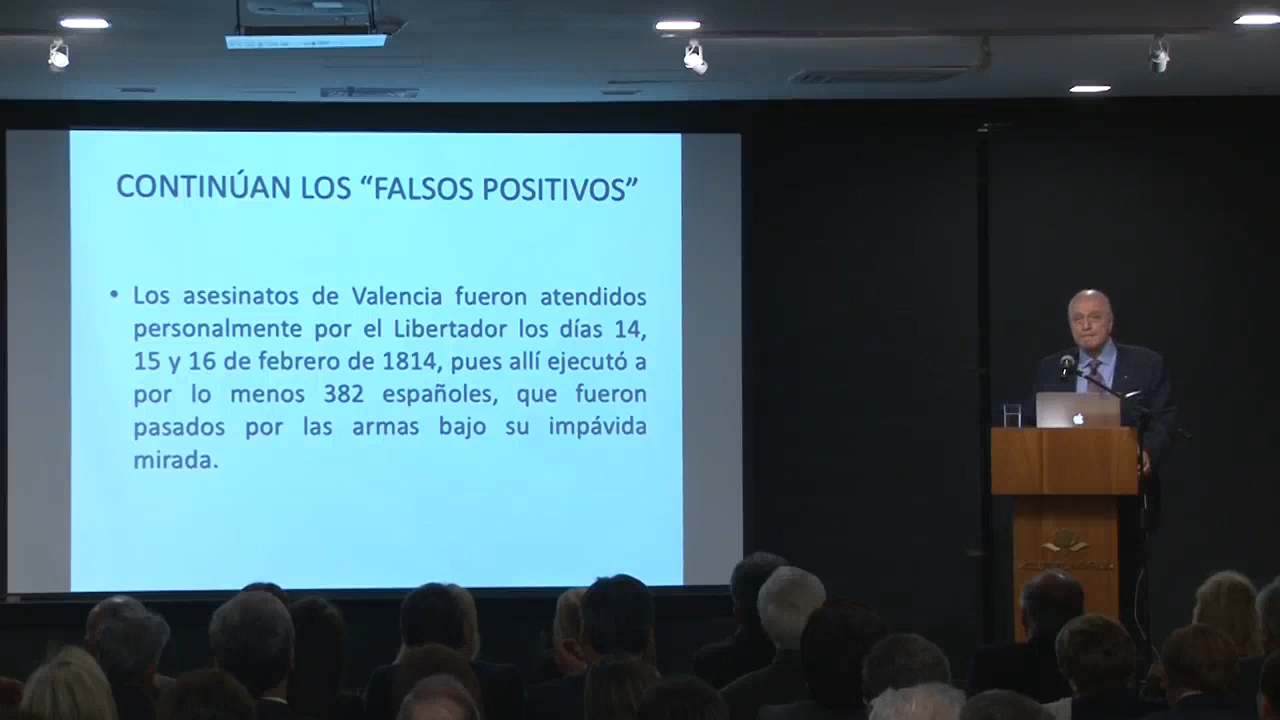 CONTINÚAN LOS “FALSOS POSITIVOS”
• Los asesinatos de Valencia fueron atendidos
personalmente por el Libertador los días 14,
15 y 16 de febrero de 1814, pues allí ejecutó a
por lo menos 382 españoles, que fueron
pasados por las armas bajo su impávida
mirada.